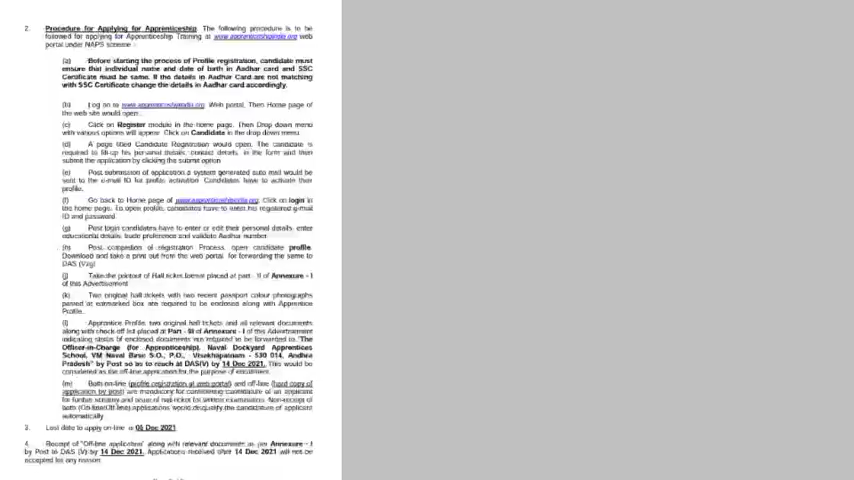 2. Procedure for Applying for Apprenticeship. The following procedure is to be
followed for applying for Apprenticeship Training at www.apprenticeshipindia.org web
portal under NAPS scheme :-
(a) Before starting the process of Profile registration, candidate must
ensure that individual name and date of birth in Aadhar card and SSC
Certificate must be same. If the details in Aadhar Card are not matching
with SSC Certificate change the details in Aadhar card accordingly.
(b) Log on to www.apprenticeshipindia.org Web portal. Then Home page of
the web site would open.
(c) Click on Register module in the home page. Then Drop down menu
with various options will appear. Click on Candidate in the drop down menu.
(d) A page titled Candidate Registration would open. The candidate is
required to fill-up his personal details, contact details, in the form and then
submit the application by clicking the submit option
(e) Post submission of application a system generated auto mail would be
sent to the e-mail ID for profile activation. Candidates have to activate their
profile.
(f) Go back to Home page of www.apprenticeshipindia.org. Click on login in
the home page. To open profile, candidates have to enter his registered e-mail
ID and password.
(g) Post login candidates have to enter or edit their personal details, enter
educational details, trade preference and validate Aadhar number.
(h) Post completion of registration Process, open candidate profile.
Download and take a print out from the web portal for forwarding the same to
DAS (Vzg)
(j) Take the printout of Hall ticket format placed at part - II of Annexure - I
of this Advertisement
(k) Two original hall tickets with two recent passport colour photographs
pasted at earmarked box are required to be enclosed along with Apprentice
Profile.
(l) Apprentice Profile, two original hall tickets and all relevant documents
along with check-off list placed at Part - III of Annexure - I of this Advertisement
indicating status of enclosed documents are required to be forwarded to "The
Officer-in-Charge (for Apprenticeship), Naval Dockyard Apprentices
School, VM Naval Base S.O., P.O., Visakhapatnam - 530 014, Andhra
Pradesh" by Post so as to reach at DAS(V) by 14 Dec 2021. This would be
considered as the off-line application for the purpose of enrolment.
(m) Both on-line (profile registration at web portal) and off-line (hard copy of
application by post) are mandatory for considering candidature of an applicant
for further scrutiny and issue of hall-ticket for written examination. Non-receipt of
both (On-line/Off-line) applications would disqualify the candidature of applicant
automatically.
3. Last date to apply on-line is 05 Dec 2021.
4. Receipt of "Off-line application" along with relevant documents as per Annexure - I
by Post to DAS (V) by 14 Dec 2021. Applications received after 14 Dec 2021 will not be
accepted for any reason.